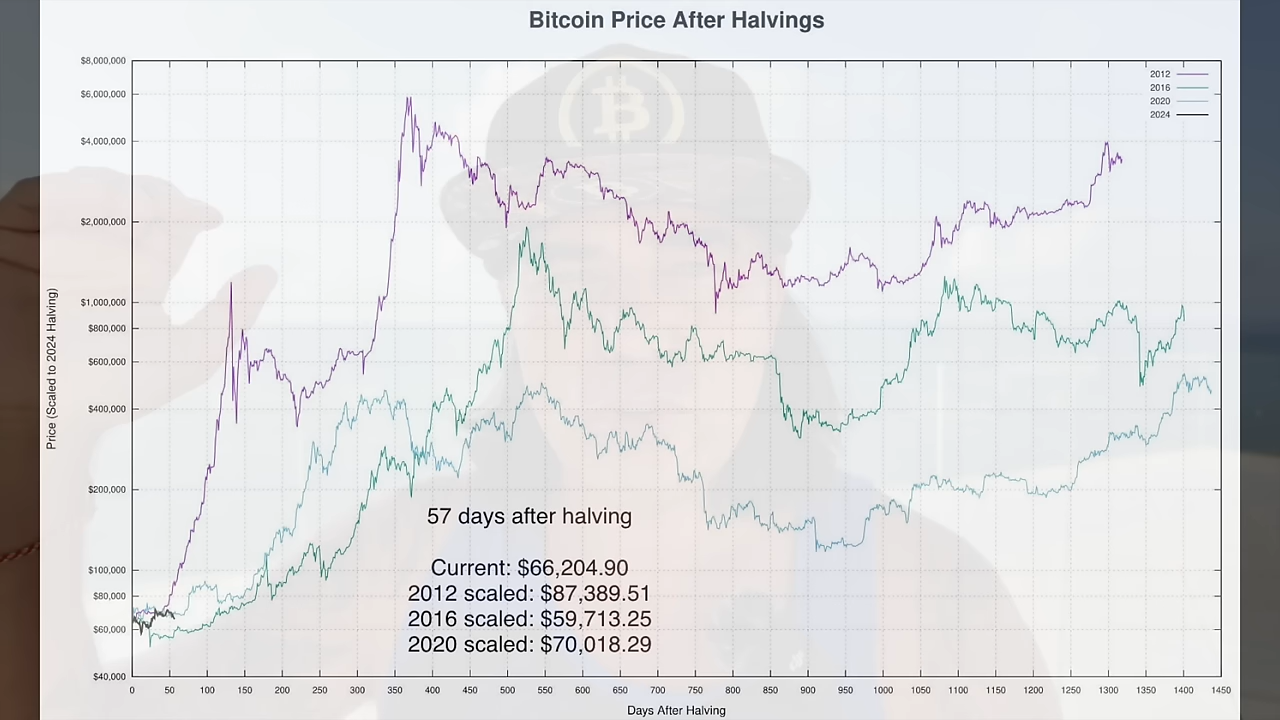 Bitcoin Price After Halvings
$8,000,000
$6,000,000
$4,000,000
$2,000,000
$1,000,000
$800,000
$600,000
$400,000
$200,000
$100,000
$80,000
$60,000
$40,000
Price (Scaled to 2024 Halving)
2012
2016
2020
2024
57 days after halving
Current: $66,204.90
2012 scaled: $87,389.51
2016 scaled: $59,713.25
2020 scaled: $70,018.29
0 50 100 150 200 250 300 350 400 450 500 550 600 650 700 750 800 850 900 950 1000 1050 1100 1150 1200 1250 1300 1350 1400 1450
Days After Halving